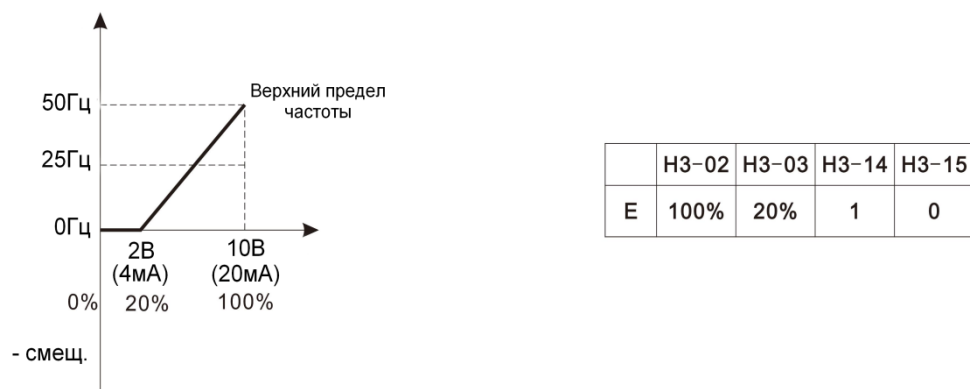 50Гц
Верхний предел
частоты
25Гц
0Гц
2В
(4мА)
10В
(20мА)
0% 20% 100%
- смещ.
H3-02 H3-03 H3-14 H3-15
E 100% 20% 1 0